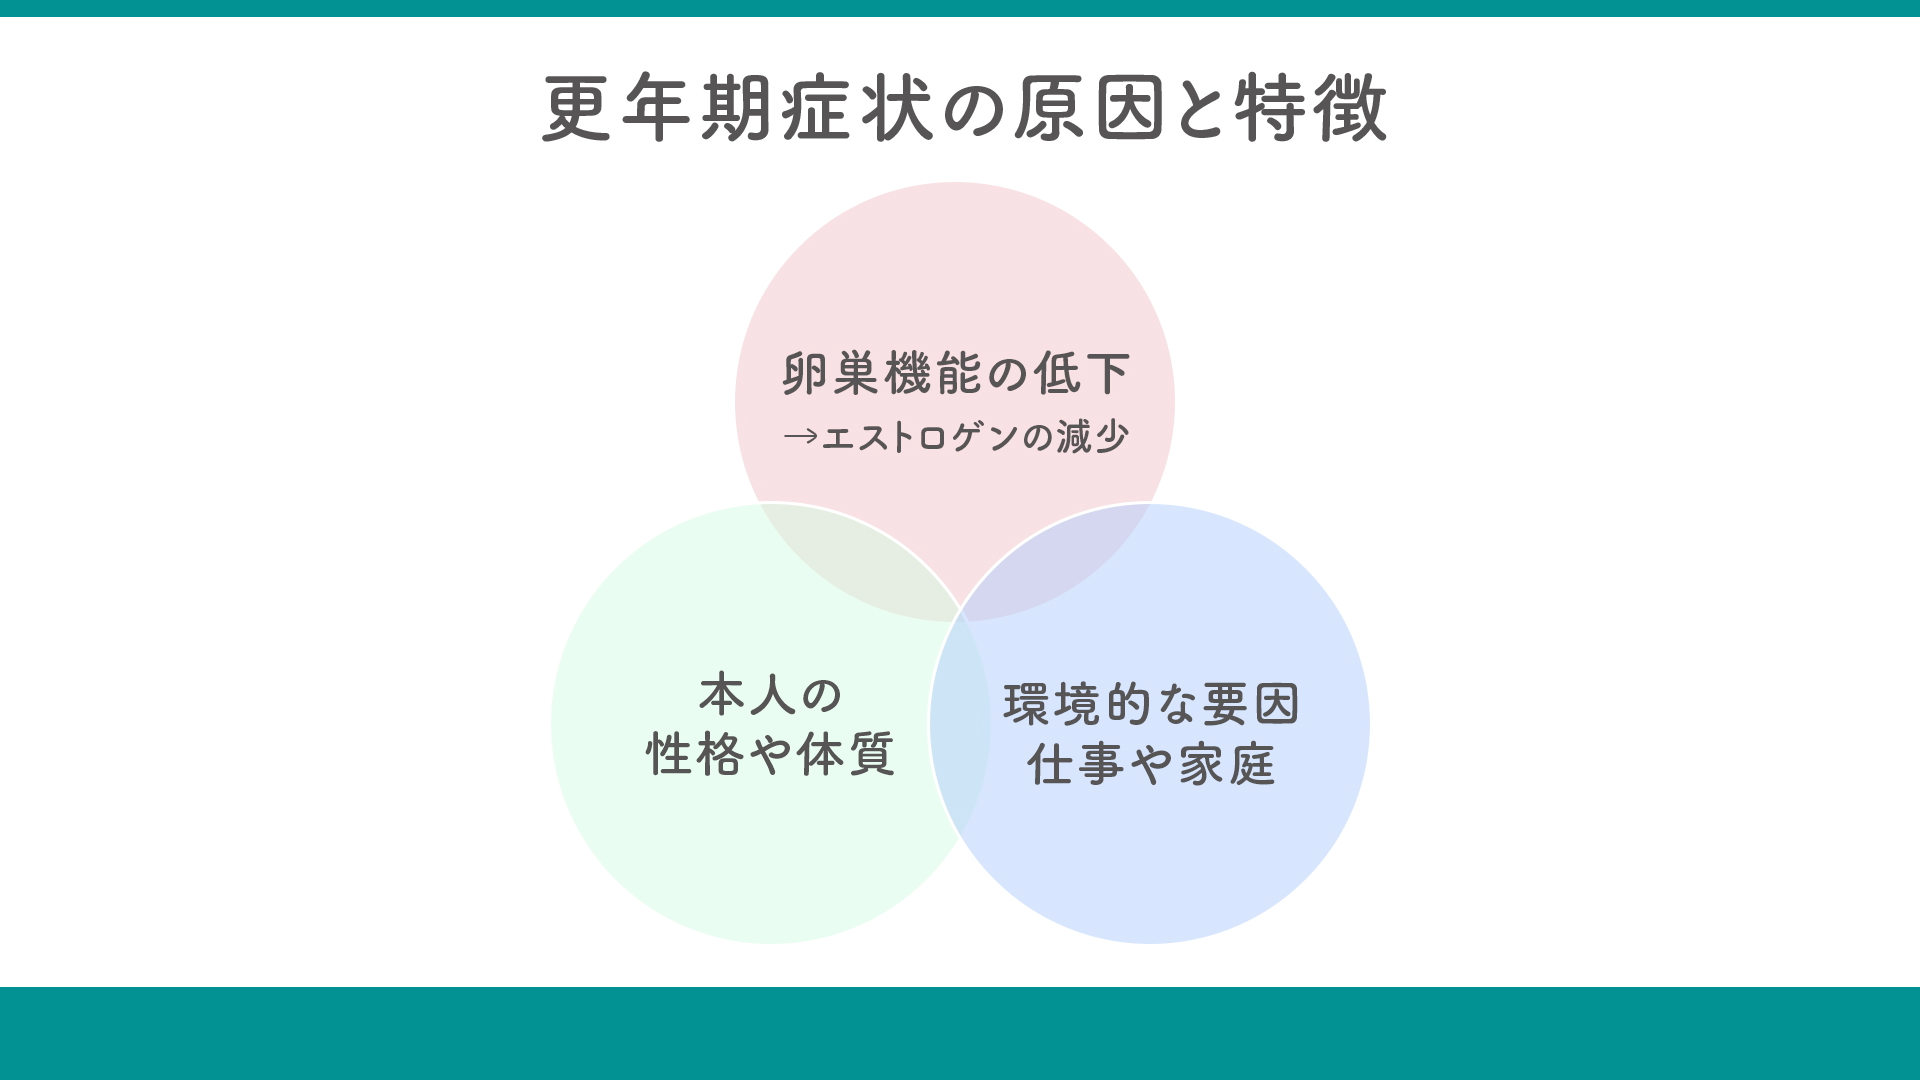 更年期症状の原因と特徴
卵巣機能の低下
→エストロゲンの減少
本人の
性格や体質
環境的な要因
仕事や家庭